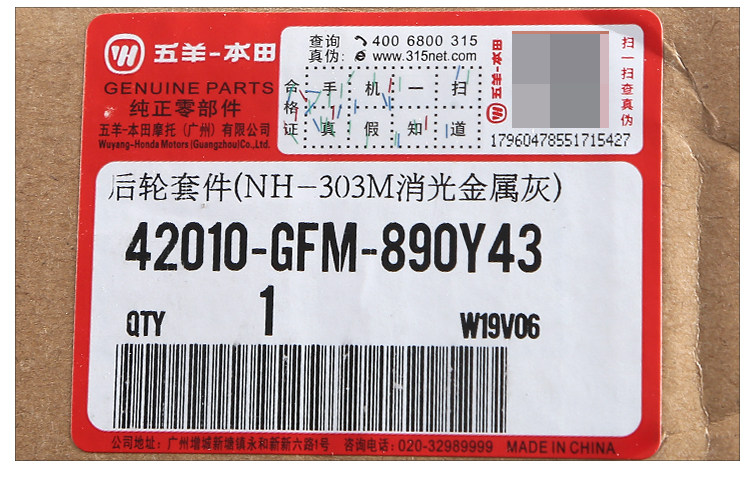 五羊-本田
GENUINE PARTS
纯正零部件
五羊-本田摩托（广州）有限公司
Wuyang-Honda Motors (Guangzhou) Co., Ltd.
查询 400 6800 315
真伪: www.315net.com
合格证
手机一扫
真假知道
五羊-本田
扫一扫查真伪
17960478551715427
后轮套件(NH-303M消光金属灰)
42010-GFM-890Y43
QTY 1 W19V06
公司地址: 广州增城新塘镇永和新新六路1号 咨询电话: 020-32989999 MADE IN CHINA